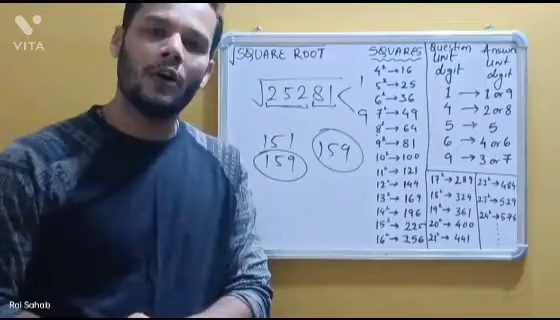 VITA
√SQUARE ROOT
√25281 < 1
9
151
159
159
SQUARES
4² → 16
5² → 25
6² → 36
7² → 49
8² → 64
9² → 81
10² → 100
11² → 121
12² → 144
13² → 169
14² → 196
15² → 225
16² → 256
Question Unit digit
Answer Unit digit
1 → 1 or 9
4 → 2 or 8
5 → 5
6 → 4 or 6
9 → 3 or 7
17² → 289
18² → 324
19² → 361
20² → 400
21² → 441
22² → 484
23² → 529
24² → 576
Rai Sahab